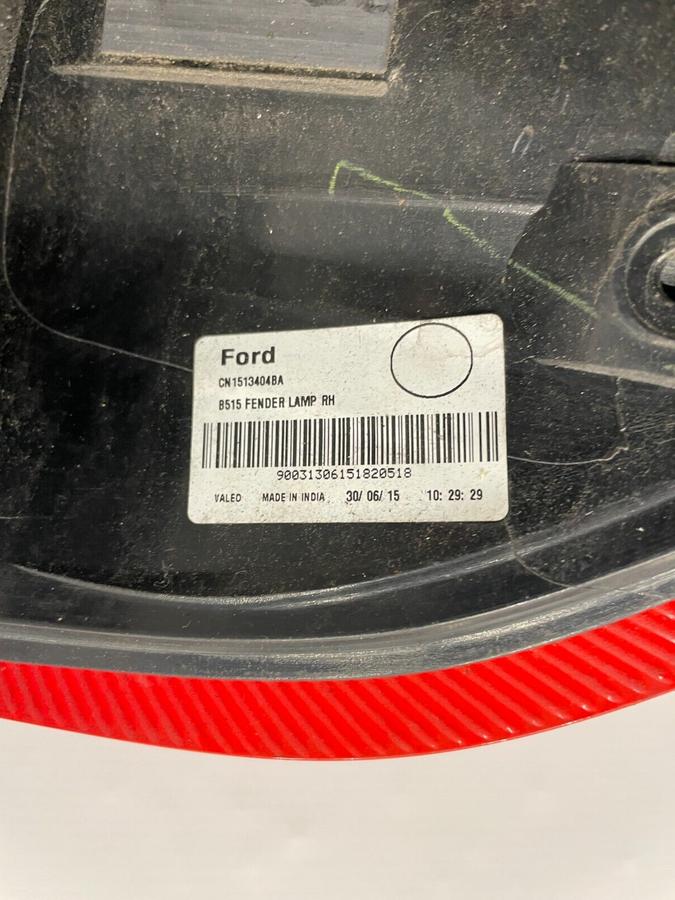 Ford
CN1513404BA
B515 FENDER LAMP RH
90031306151820518
VALEO MADE IN INDIA 30/ 06/ 15 10: 29: 29